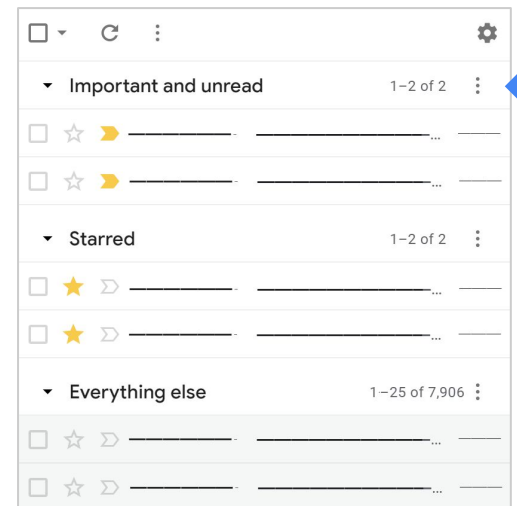 Important and unread 1–2 of 2
Starred 1–2 of 2
Everything else 1–25 of 7,906